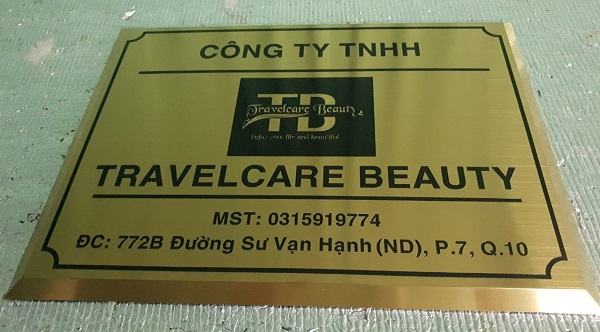 CÔNG TY TNHH
TB
Travelcare Beauty
TRAVELCARE BEAUTY
MST: 0315919774
ĐC: 772B Đường Sư Vạn Hạnh (ND), P.7, Q.10